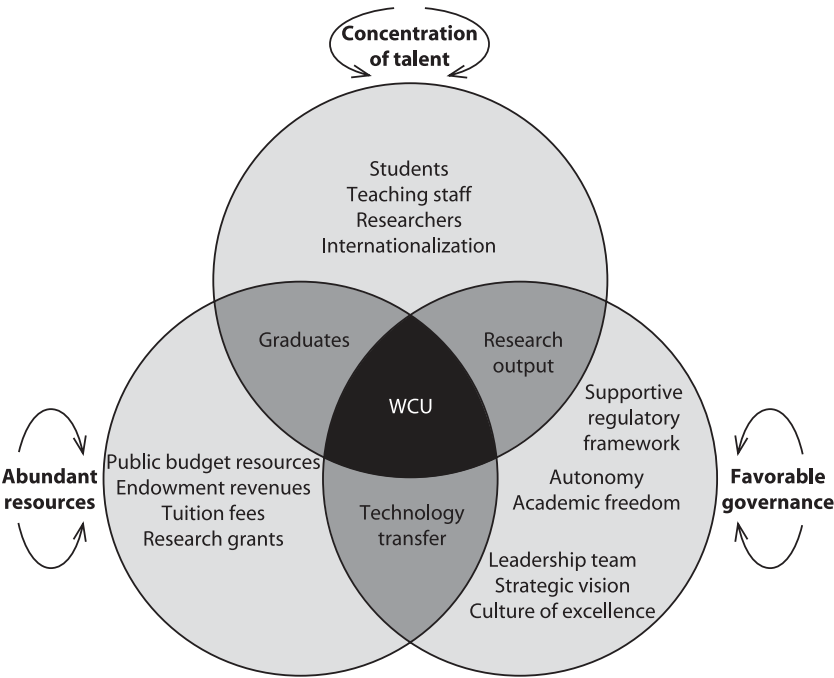 Concentration
of talent
Students
Teaching staff
Researchers
Internationalization
Graduates
Research
output
WCU
Supportive
regulatory
framework
Abundant
resources
Public budget resources
Endowment revenues
Tuition fees
Research grants
Autonomy
Academic freedom
Favorable
governance
Technology
transfer
Leadership team
Strategic vision
Culture of excellence